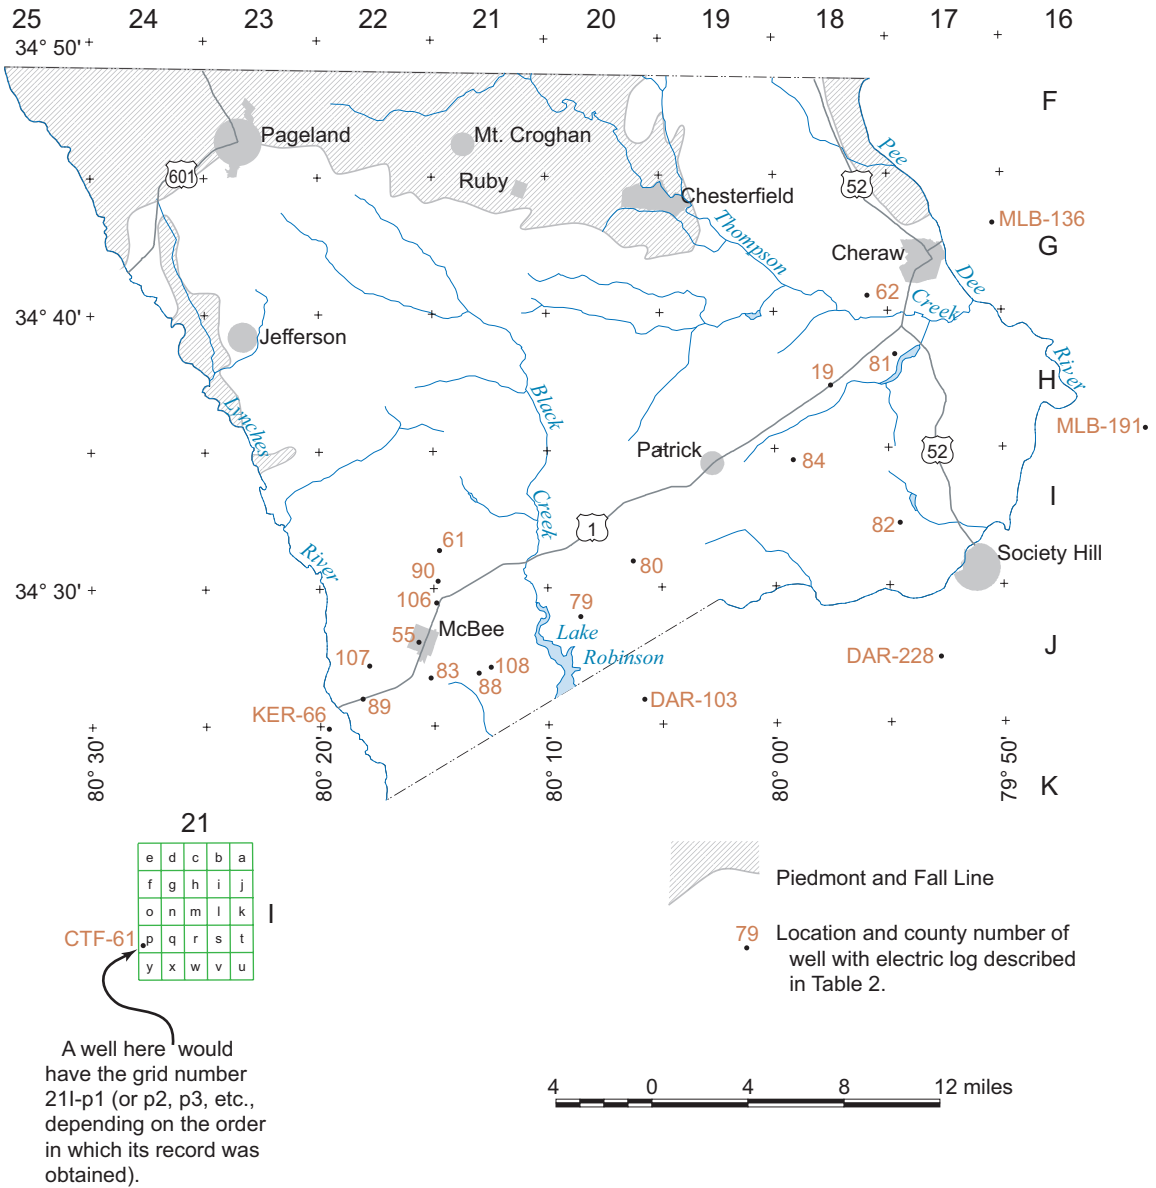 25 24 23 22 21 20 19 18 17 16
34° 50'
F
Pageland
Mt. Croghan
Pee
601
Ruby
52
Chesterfield
MLB-136
Thompson
G
Cheraw
Dee
62
Creek
34° 40'
Jefferson
River
81
19
H
Lynches
Black
MLB-191
Patrick
52
84
I
Creek
82
1
61
River
Society Hill
90
80
34° 30'
106
79
McBee
55
Lake
Robinson
J
107
108
DAR-228
83
88
89
DAR-103
KER-66
80° 30'
80° 20'
80° 10'
80° 00'
79° 50'
K
21
e d c b a
f g h i j
o n m l k
I
CTF-61
p q r s t
y x w v u
Piedmont and Fall Line
79
Location and county number of
well with electric log described
in Table 2.
A well here would
have the grid number
21I-p1 (or p2, p3, etc.,
depending on the order
in which its record was
obtained).
4 0 4 8 12 miles